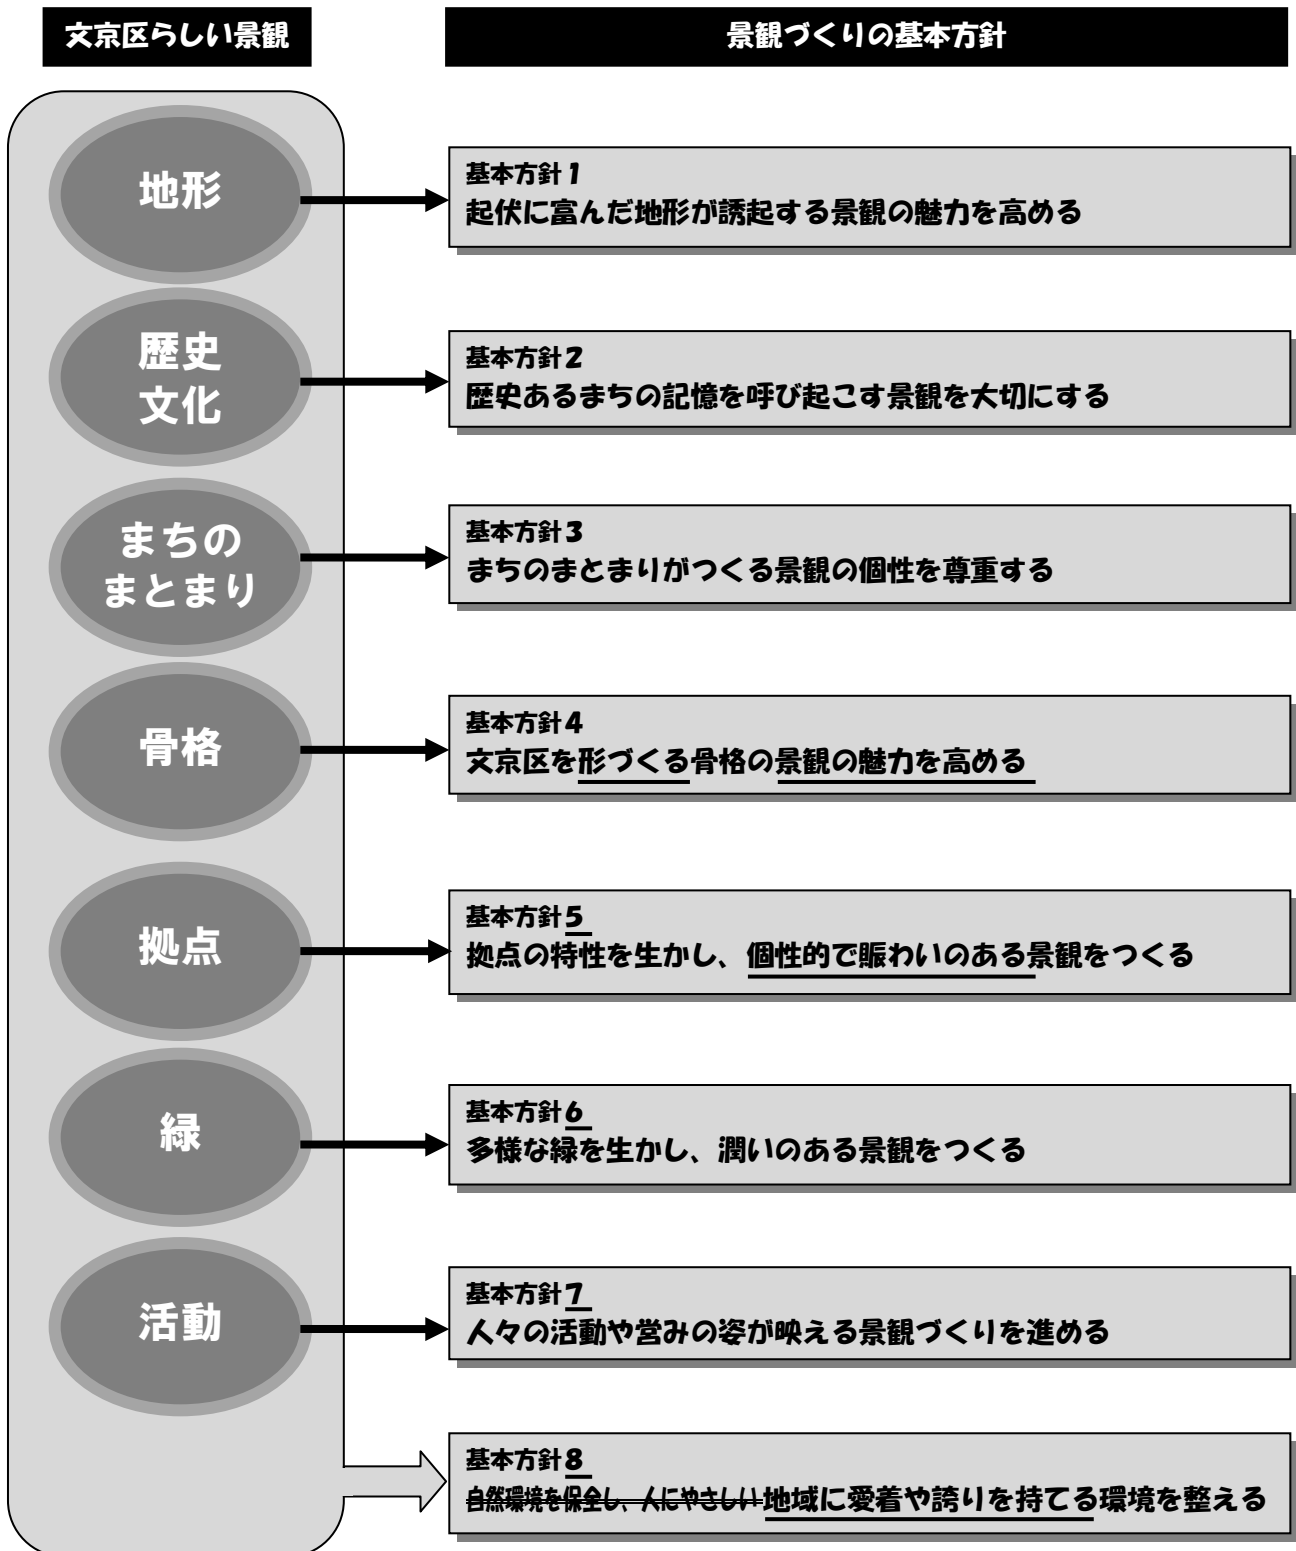 文京区らしい景観
景観づくりの基本方針
地形
基本方針1
起伏に富んだ地形が誘起する景観の魅力を高める
歴史
文化
基本方針2
歴史あるまちの記憶を呼び起こす景観を大切にする
まちの
まとまり
基本方針3
まちのまとまりがつくる景観の個性を尊重する
骨格
基本方針4
文京区を形づくる骨格の景観の魅力を高める
拠点
基本方針5
拠点の特性を生かし、個性的で賑わいのある景観をつくる
緑
基本方針6
多様な緑を生かし、潤いのある景観をつくる
活動
基本方針7
人々の活動や営みの姿が映える景観づくりを進める
基本方針8
自然環境を保全し、人にやさしい地域に愛着や誇りを持てる環境を整える